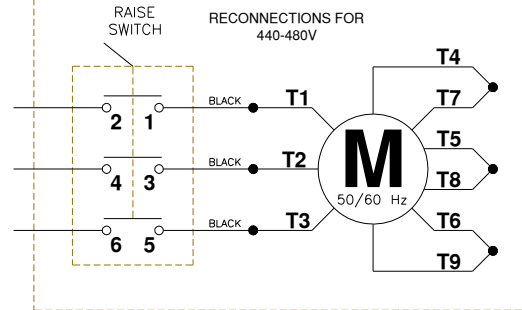 RAISE
SWITCH
RECONNECTIONS FOR
440-480V
T4
T7
BLACK
T1
2 1
T5
BLACK
T2
M
4 3
T8
50/60 Hz
BLACK
T3
T6
6 5
T9